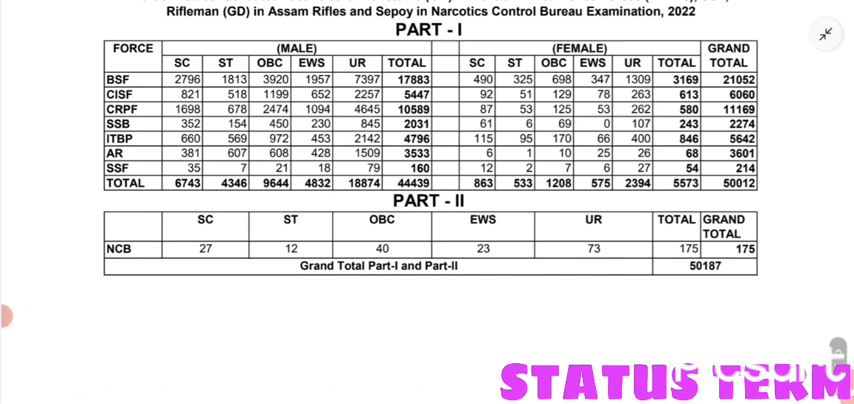 Rifleman (GD) in Assam Rifles and Sepoy in Narcotics Control Bureau Examination, 2022
PART - I
FORCE (MALE) (FEMALE) GRAND TOTAL
SC ST OBC EWS UR TOTAL SC ST OBC EWS UR TOTAL
BSF 2796 1813 3920 1957 7397 17883 490 325 698 347 1309 3169 21052
CISF 821 518 1199 652 2257 5447 92 51 129 78 263 613 6060
CRPF 1698 678 2474 1094 4645 10589 87 53 125 53 262 580 11169
SSB 352 154 450 230 845 2031 61 6 69 0 107 243 2274
ITBP 660 569 972 453 2142 4796 115 95 170 66 400 846 5642
AR 381 607 608 428 1509 3533 6 1 10 25 26 68 3601
SSF 35 7 21 18 79 160 12 2 7 6 27 54 214
TOTAL 6743 4346 9644 4832 18874 44439 863 533 1208 575 2394 5573 50012
PART - II
SC ST OBC EWS UR TOTAL GRAND TOTAL
NCB 27 12 40 23 73 175 175
Grand Total Part-I and Part-II 50187
STATUS TERM